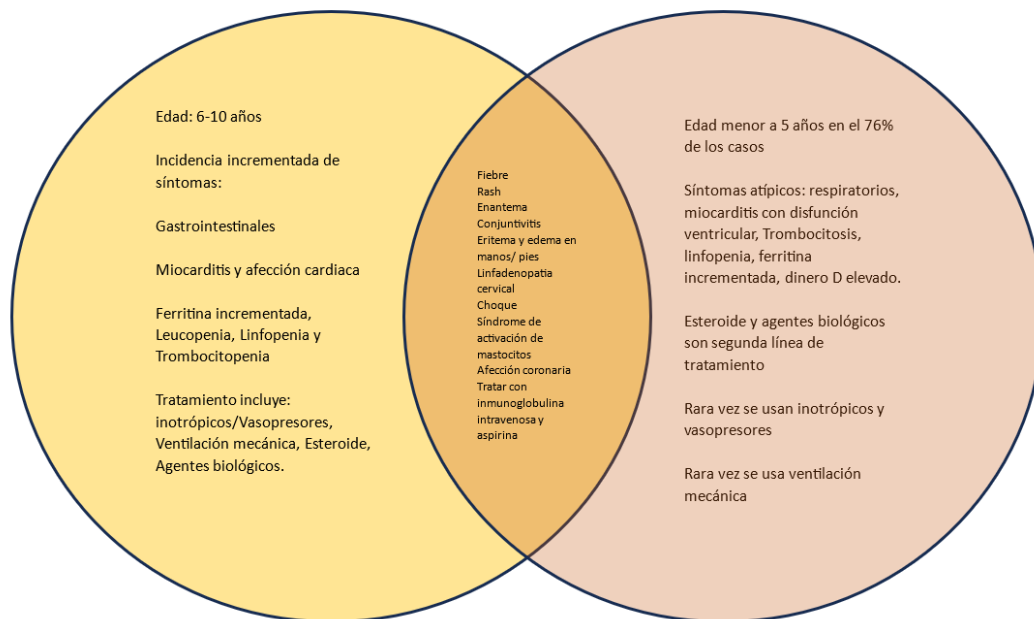 Edad: 6-10 años
Incidencia incrementada de
síntomas:
Gastrointestinales
Miocarditis y afección cardiaca
Ferritina incrementada,
Leucopenia, Linfopenia y
Trombocitopenia
Tratamiento incluye:
inotrópicos/Vasopresores,
Ventilación mecánica, Esteroide,
Agentes biológicos.
Fiebre
Rash
Enantema
Conjuntivitis
Eritema y edema en
manos/ pies
Linfadenopatia
cervical
Choque
Síndrome de
activación de
mastocitos
Afección coronaria
Tratar con
inmunoglobulina
intravenosa y
aspirina
Edad menor a 5 años en el 76%
de los casos
Síntomas atípicos: respiratorios,
miocarditis con disfunción
ventricular, Trombocitosis,
linfopenia, ferritina
incrementada, dinero D elevado.
Esteroide y agentes biológicos
son segunda línea de
tratamiento
Rara vez se usan inotrópicos y
vasopresores
Rara vez se usa ventilación
mecánica